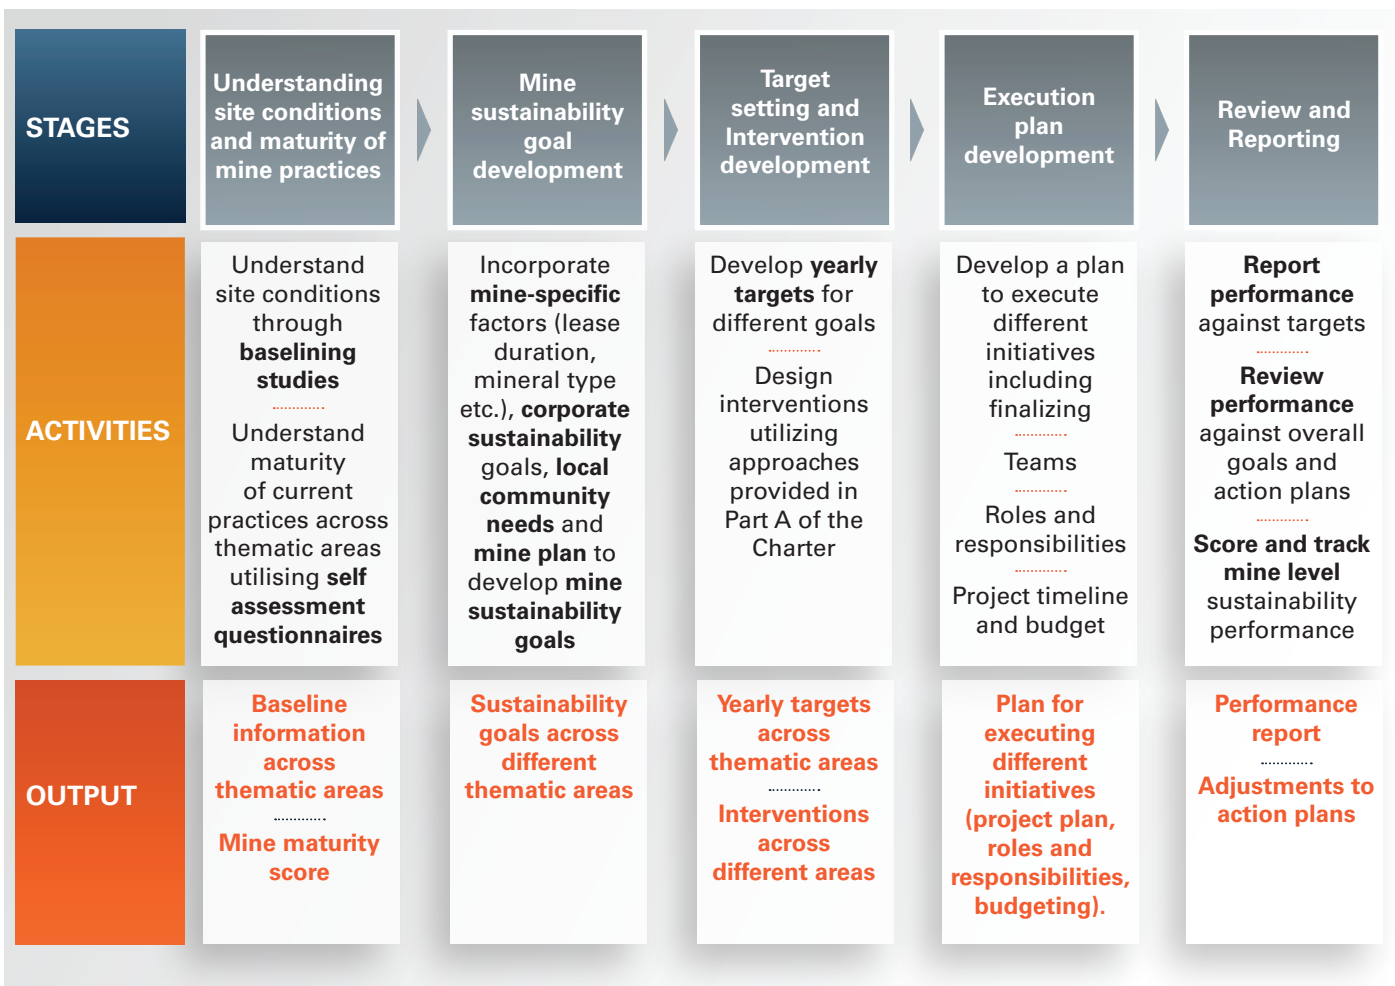 STAGES
Understanding
site conditions
and maturity of
mine practices
Mine
sustainability
goal
development
Target
setting and
Intervention
development
Execution
plan
development
Review and
Reporting
ACTIVITIES
Understand
site conditions
through
baselining
studies
Understand
maturity
of current
practices across
thematic areas
utilising self
assessment
questionnaires
Incorporate
mine-specific
factors (lease
duration,
mineral type
etc.), corporate
sustainability
goals, local
community
needs and
mine plan to
develop mine
sustainability
goals
Develop yearly
targets for
different goals
Design
interventions
utilizing
approaches
provided in
Part A of the
Charter
Develop a plan
to execute
different
initiatives
including
finalizing
Teams
Roles and
responsibilities
Project timeline
and budget
Report
performance
against targets
Review
performance
against overall
goals and
action plans
Score and track
mine level
sustainability
performance
OUTPUT
Baseline
information
across
thematic areas
Mine maturity
score
Sustainability
goals across
different
thematic areas
Yearly targets
across
thematic areas
Interventions
across
different areas
Plan for
executing
different
initiatives
(project plan,
roles and
responsibilities,
budgeting).
Performance
report
Adjustments to
action plans